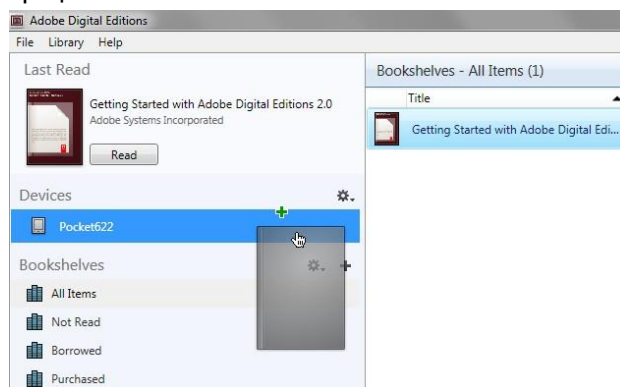 Adobe Digital Editions
File Library Help
Last Read
Getting Started with Adobe Digital Editions 2.0
Adobe Systems Incorporated
Read
Devices
Pocket622
Bookshelves
All Items
Not Read
Borrowed
Purchased
Bookshelves - All Items (1)
Title
Getting Started with Adobe Digital Edi...